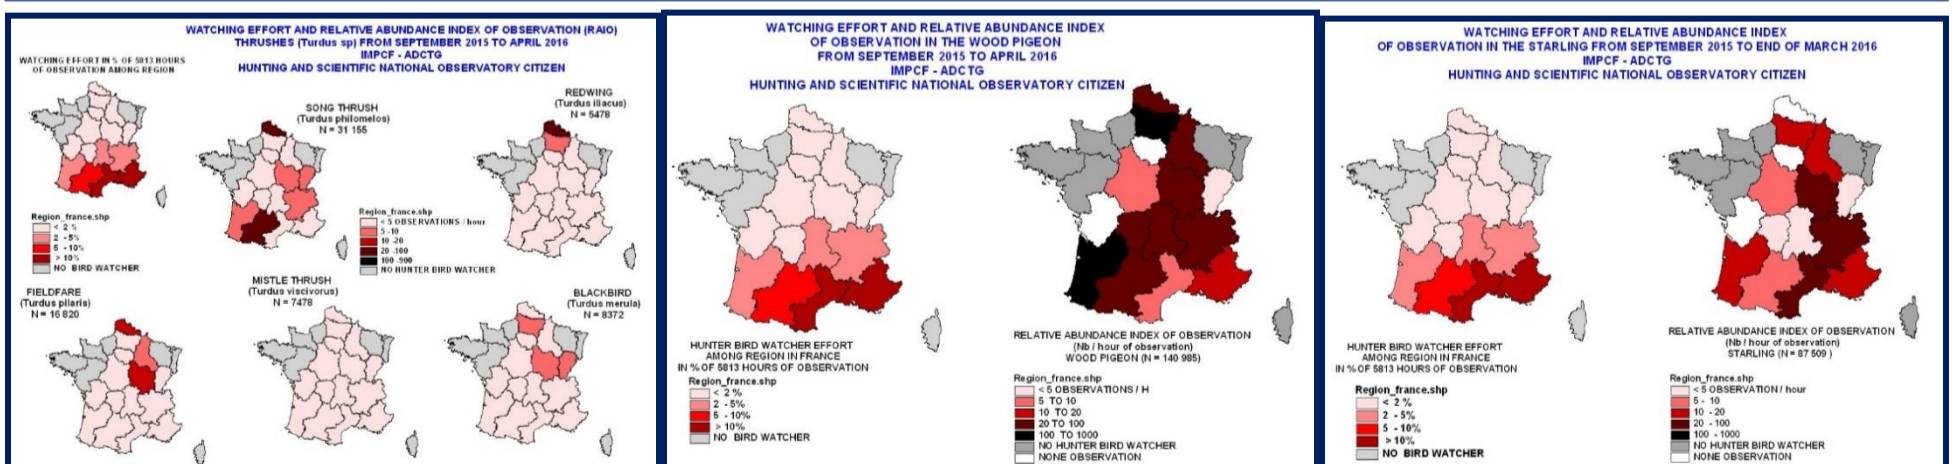 WATCHING EFFORT AND RELATIVE ABUNDANCE INDEX OF OBSERVATION (RAIO)
THRUSHES (Turdus sp) FROM SEPTEMBER 2015 TO APRIL 2016
IMPCF - ADCTG
HUNTING AND SCIENTIFIC NATIONAL OBSERVATORY CITIZEN
WATCHING EFFORT IN % OF 5813 HOURS
OF OBSERVATION AMONG REGION
SONG THRUSH
(Turdus philomelos)
N = 31 155
REDWING
(Turdus iliacus)
N = 5478
Region_france.shp
< 2 %
2 - 5%
5 - 10%
> 10%
NO BIRD WATCHER
Region_france.shp
< 5 OBSERVATIONS / hour
5 - 10
10 - 20
20 - 100
100 - 900
NO HUNTER BIRD WATCHER
FIELDFARE
(Turdus pilaris)
N = 16 820
MISTLE THRUSH
(Turdus viscivorus)
N = 7478
BLACKBIRD
(Turdus merula)
N = 8372
WATCHING EFFORT AND RELATIVE ABUNDANCE INDEX
OF OBSERVATION IN THE WOOD PIGEON
FROM SEPTEMBER 2015 TO APRIL 2016
IMPCF - ADCTG
HUNTING AND SCIENTIFIC NATIONAL OBSERVATORY CITIZEN
HUNTER BIRD WATCHER EFFORT
AMONG REGION IN FRANCE
IN % OF 5813 HOURS OF OBSERVATION
Region_france.shp
< 2 %
2 - 5%
5 - 10%
> 10%
NO BIRD WATCHER
RELATIVE ABUNDANCE INDEX OF OBSERVATION
(Nb / hour of observation)
WOOD PIGEON (N = 140 985)
Region_france.shp
< 5 OBSERVATIONS / H
5 TO 10
10 TO 20
20 TO 100
100 TO 1000
NO HUNTER BIRD WATCHER
NONE OBSERVATION
WATCHING EFFORT AND RELATIVE ABUNDANCE INDEX
OF OBSERVATION IN THE STARLING FROM SEPTEMBER 2015 TO END OF MARCH 2016
IMPCF - ADCTG
HUNTING AND SCIENTIFIC NATIONAL OBSERVATORY CITIZEN
HUNTER BIRD WATCHER EFFORT
AMONG REGION IN FRANCE
IN % OF 5813 HOURS OF OBSERVATION
Region_france.shp
< 2 %
2 - 5%
5 - 10%
> 10%
NO BIRD WATCHER
RELATIVE ABUNDANCE INDEX OF OBSERVATION
(Nb / hour of observation)
STARLING (N = 87 509 )
Region_france.shp
< 5 OBSERVATION / hour
5 - 10
10 - 20
20 - 100
100 - 1000
NO HUNTER BIRD WATCHER
NONE OBSERVATION